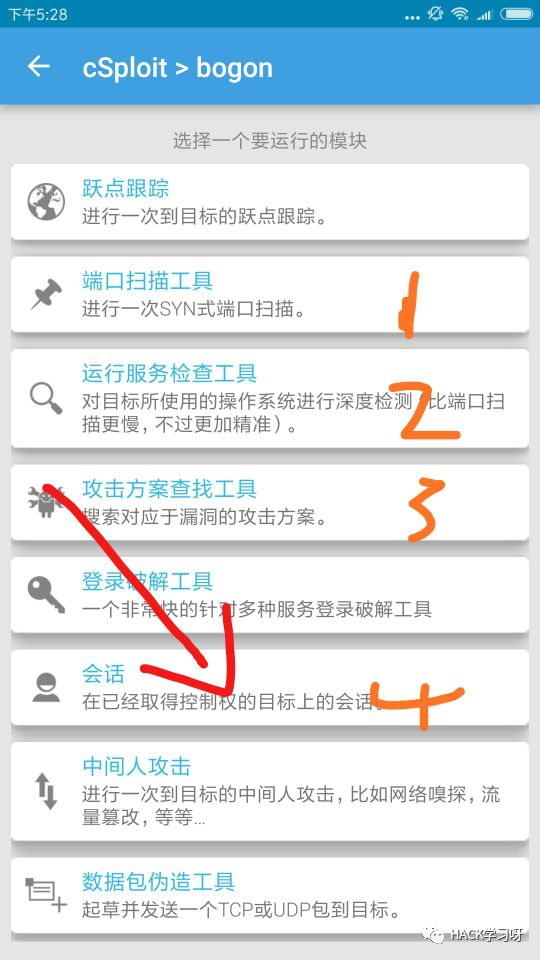 下午5:28
cSploit > bogon
选择一个要运行的模块
跃点跟踪
进行一次到目标的跃点跟踪。
端口扫描工具
进行一次SYN式端口扫描。
1
运行服务检查工具
对目标所使用的操作系统进行深度检测（比端口扫
描更慢，不过更加精准）。
2
攻击方案查找工具
搜索对应于漏洞的攻击方案。
3
登录破解工具
一个非常快的针对多种服务登录破解工具
会话
在已经取得控制权的目标上的会话。
4
中间人攻击
进行一次到目标的中间人攻击，比如网络嗅探，流
量篡改，等等...
数据包伪造工具
起草并发送一个TCP或UDP包到目标。
HACK学习呀